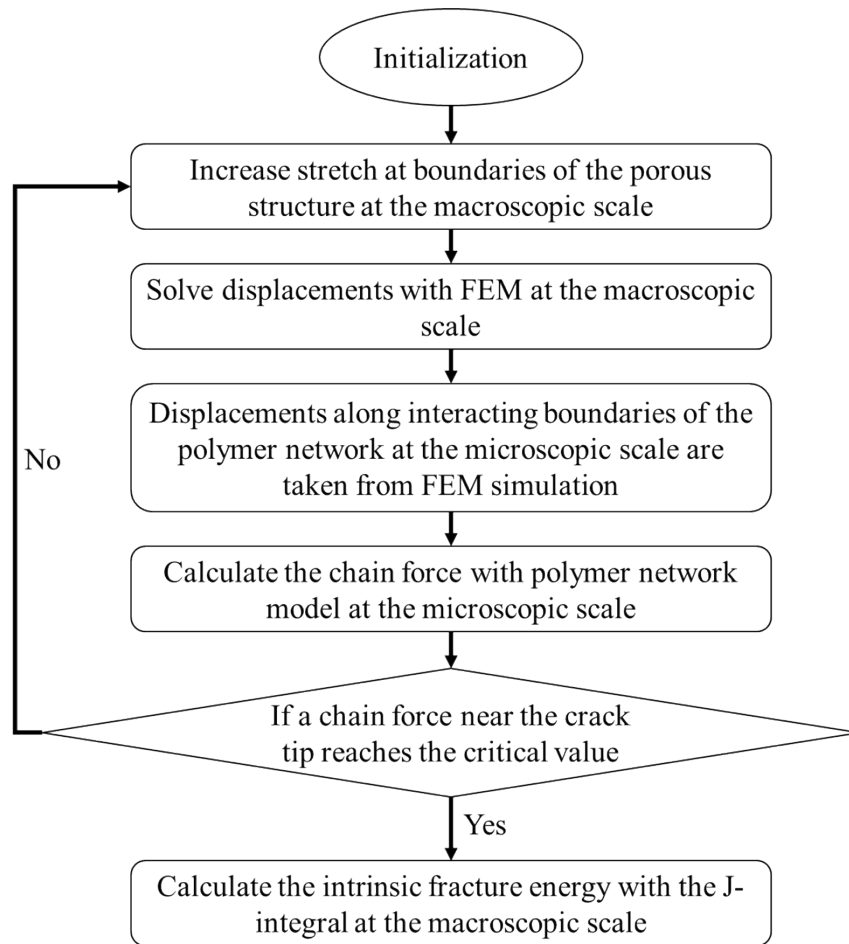 Initialization
Increase stretch at boundaries of the porous
structure at the macroscopic scale
Solve displacements with FEM at the macroscopic
scale
Displacements along interacting boundaries of the
polymer network at the microscopic scale are
taken from FEM simulation
No
Calculate the chain force with polymer network
model at the microscopic scale
If a chain force near the crack
tip reaches the critical value
Yes
Calculate the intrinsic fracture energy with the J-
integral at the macroscopic scale